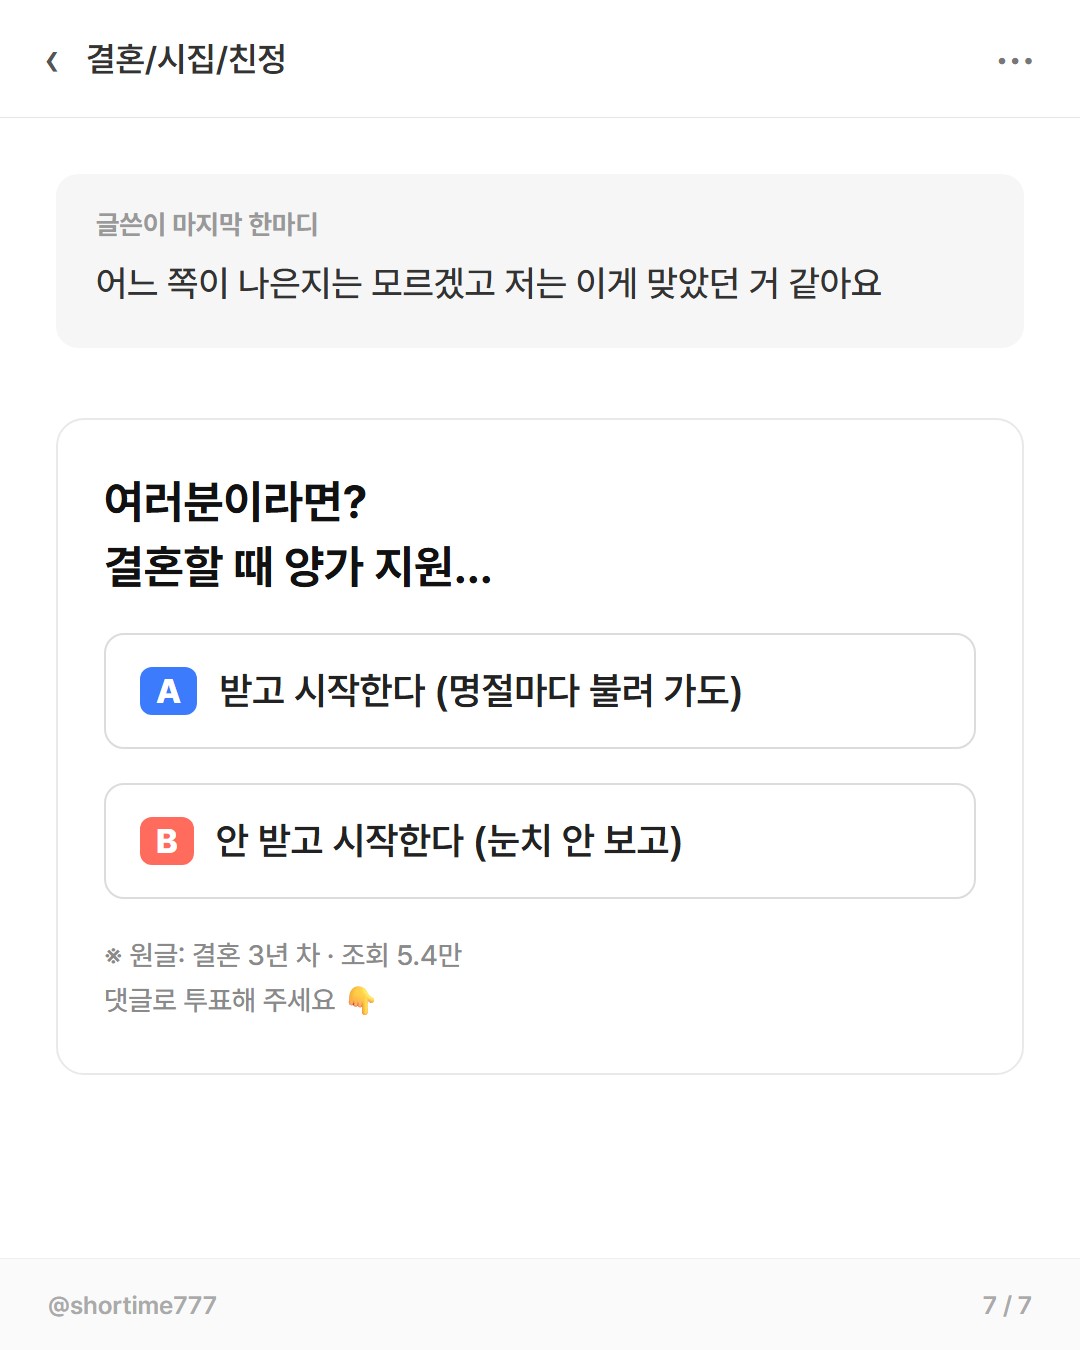 결혼/시집/친정
글쓴이 마지막 한마디
어느 쪽이 나은지는 모르겠고 저는 이게 맞았던 거 같아요
여러분이라면?
결혼할 때 양가 지원...
A 받고 시작한다 (명절마다 불려 가도)
B 안 받고 시작한다 (눈치 안 보고)
※ 원글: 결혼 3년 차 · 조회 5.4만
댓글로 투표해 주세요 👇
@shortime777
7 / 7